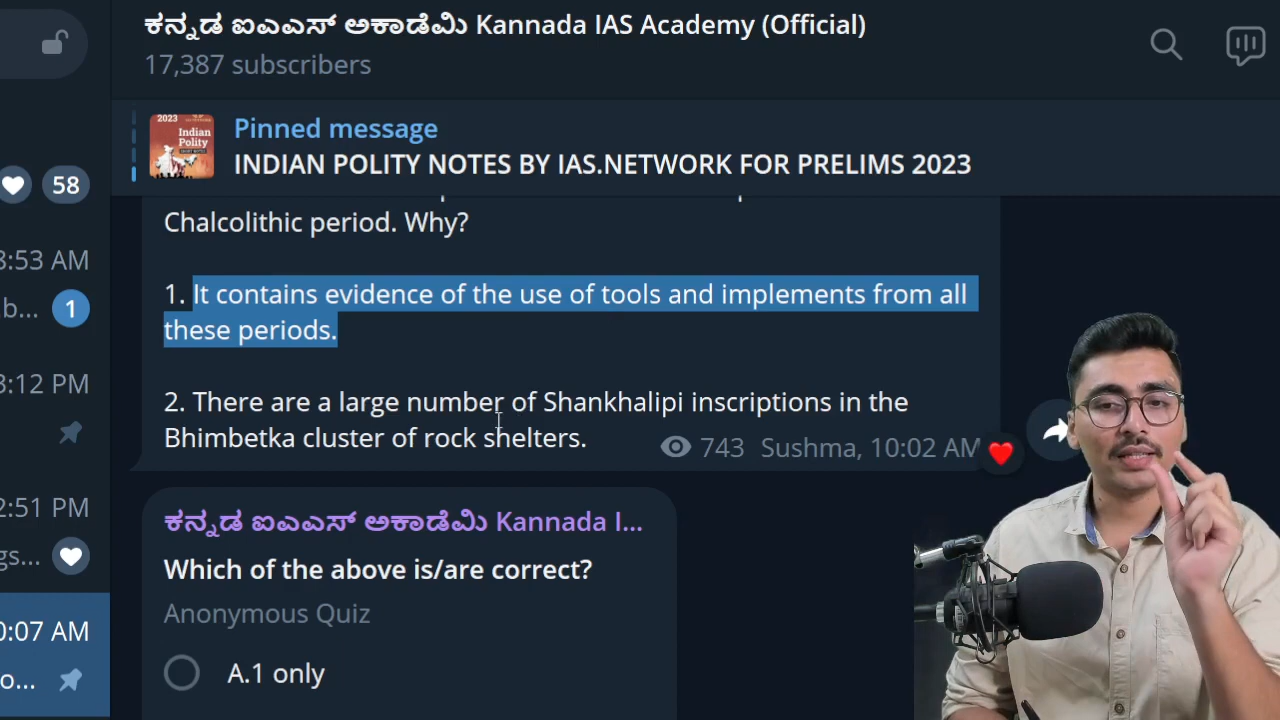 ಕನ್ನಡ ಐಎಎಸ್ ಅಕಾಡೆಮಿ Kannada IAS Academy (Official)
17,387 subscribers
2023
Indian
Polity
Pinned message
INDIAN POLITY NOTES BY IAS.NETWORK FOR PRELIMS 2023
58
8:53 AM
b... 1
3:12 PM
2:51 PM
gs...
0:07 AM
o...
Chalcolithic period. Why?
1. It contains evidence of the use of tools and implements from all
these periods.
2. There are a large number of Shankhalipi inscriptions in the
Bhimbetka cluster of rock shelters.
743 Sushma, 10:02 AM
ಕನ್ನಡ ಐಎಎಸ್ ಅಕಾಡೆಮಿ Kannada I...
Which of the above is/are correct?
Anonymous Quiz
A.1 only